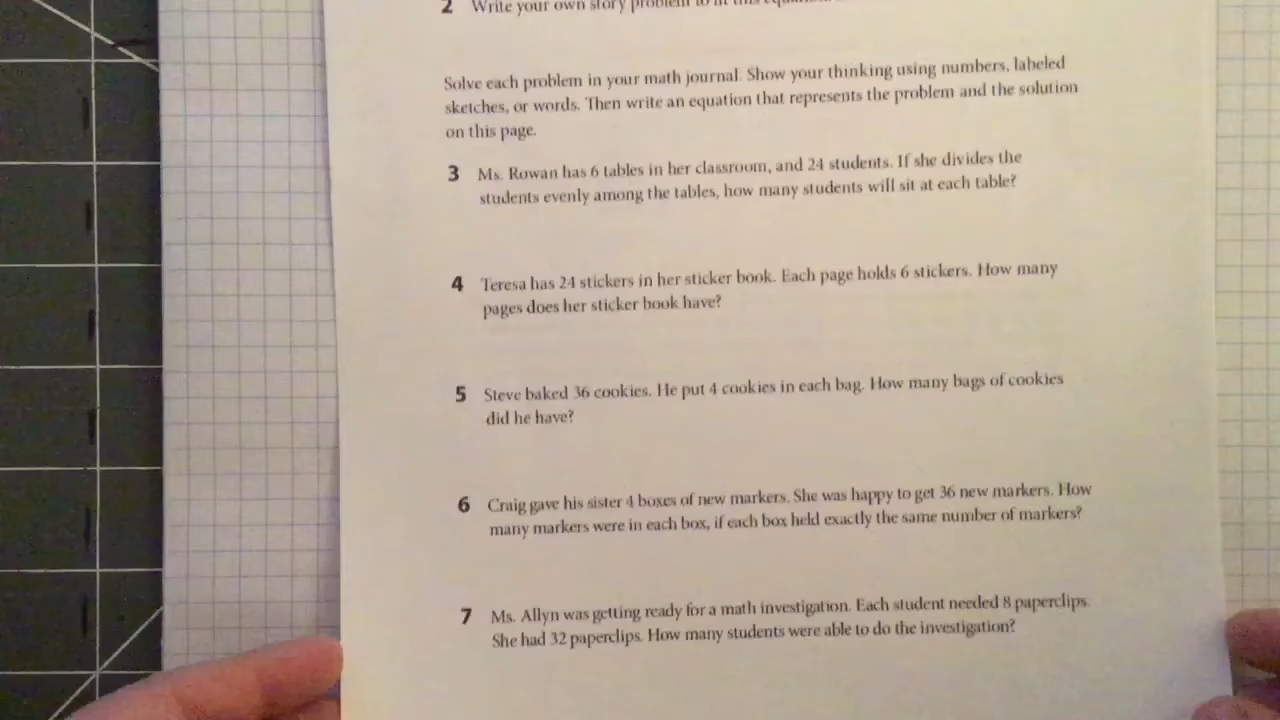 2 Write your own story problem to fit this
Solve each problem in your math journal. Show your thinking using numbers, labeled
sketches, or words. Then write an equation that represents the problem and the solution
on this page.
3 Ms. Rowan has 6 tables in her classroom, and 24 students. If she divides the
students evenly among the tables, how many students will sit at each table?
4 Teresa has 24 stickers in her sticker book. Each page holds 6 stickers. How many
pages does her sticker book have?
5 Steve baked 36 cookies. He put 4 cookies in each bag. How many bags of cookies
did he have?
6 Craig gave his sister 4 boxes of new markers. She was happy to get 36 new markers. How
many markers were in each box, if each box held exactly the same number of markers?
7 Ms. Allyn was getting ready for a math investigation. Each student needed 8 paperclips.
She had 32 paperclips. How many students were able to do the investigation?